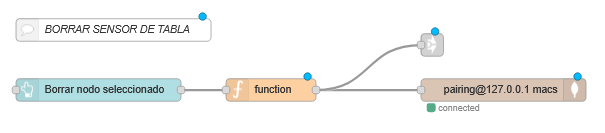 BORRAR SENSOR DE TABLA
Borrar nodo seleccionado
function
pairing@127.0.0.1 macs
connected